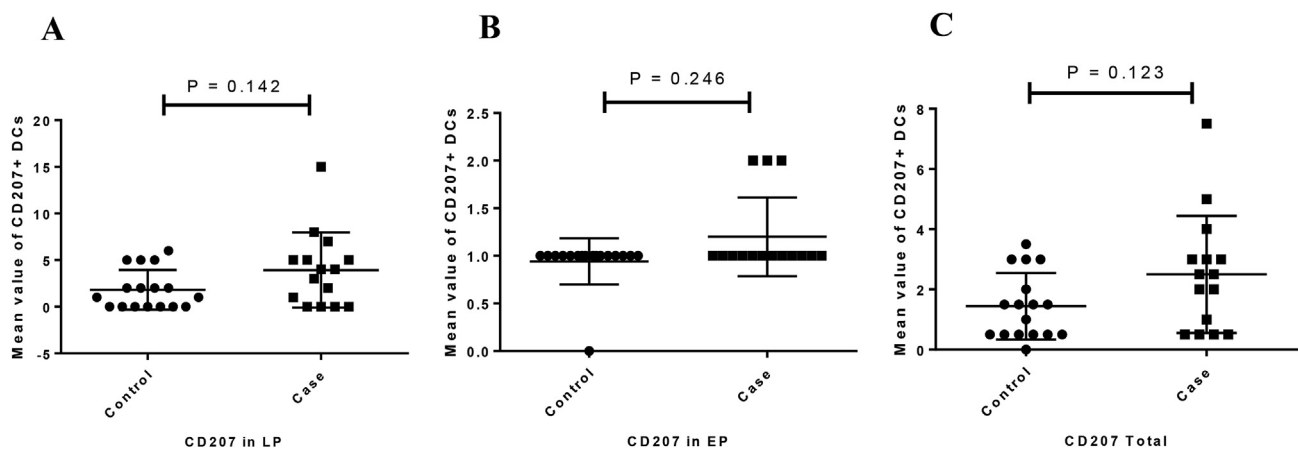 A
P = 0.142
Mean value of CD207+ DCs
20
15
10
5
0
-5
Control
Case
CD207 in LP
B
P = 0.246
Mean value of CD207+ DCs
2.5
2.0
1.5
1.0
0.5
0.0
Control
Case
CD207 in EP
C
P = 0.123
Mean value of CD207+ DCs
8
6
4
2
0
Control
Case
CD207 Total